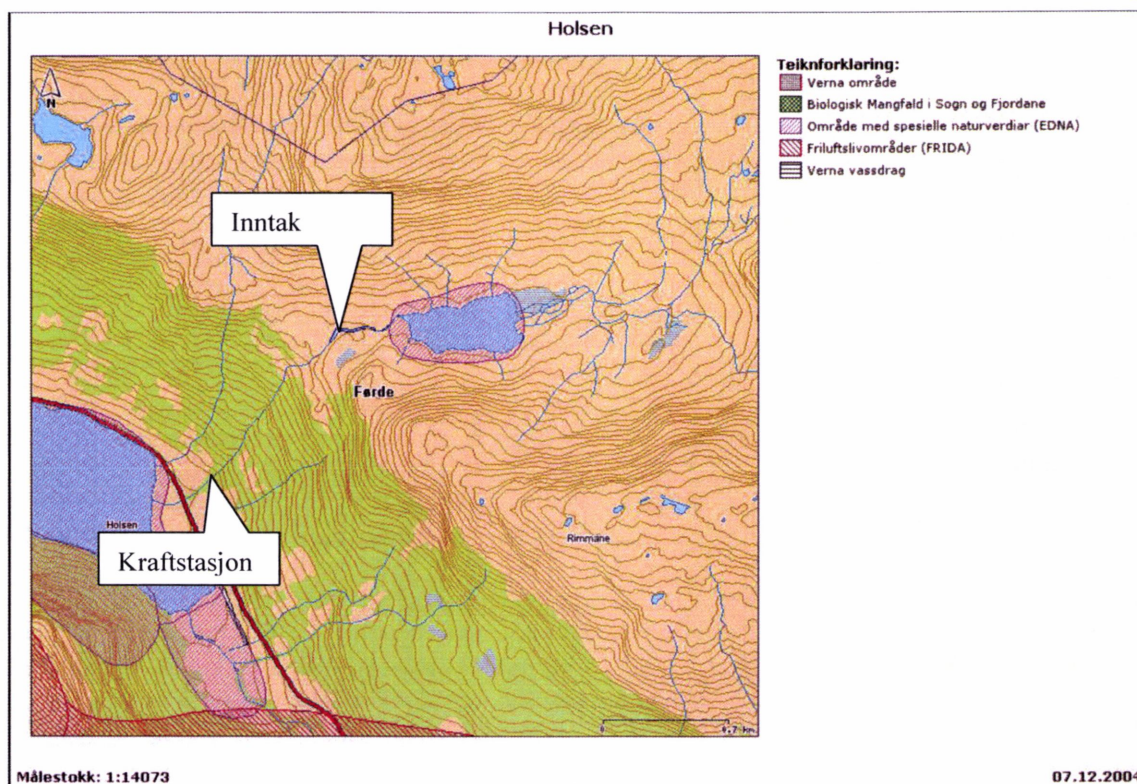 Holsen
N
Teiknforklaring:
Verna område
Biologisk Mangfald i Sogn og Fjordane
Område med spesielle naturverdiar (EDNA)
Friluftslivområder (FRIDA)
Verna vassdrag
Inntak
Førde
Holsen
Rimmane
Kraftstasjon
0 0.7 km
Målestokk: 1:14073
07.12.2004